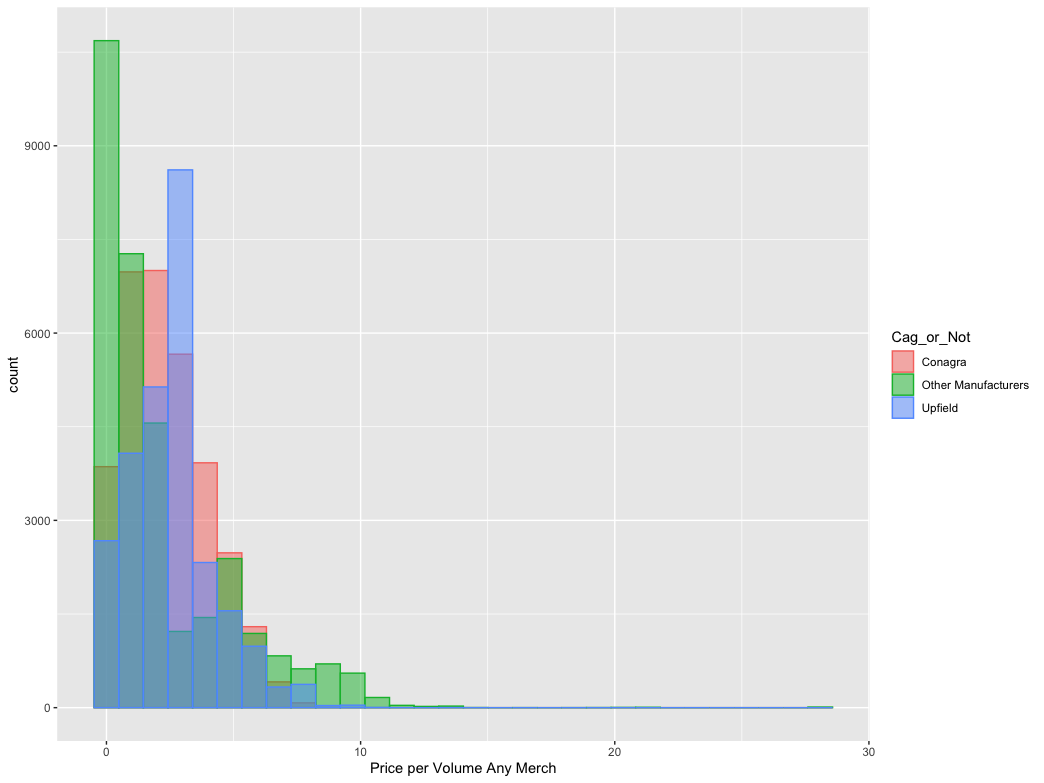 9000
6000
3000
0
count
0
10
20
30
Price per Volume Any Merch
Cag_or_Not
Conagra
Other Manufacturers
Upfield